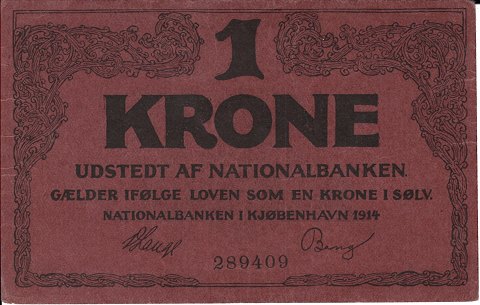 1
KRONE
UDSTEDT AF NATIONALBANKEN.
GÆLDER IFØLGE LOVEN SOM EN KRONE I SØLV.
NATIONALBANKEN I KJØBENHAVN 1914
289409